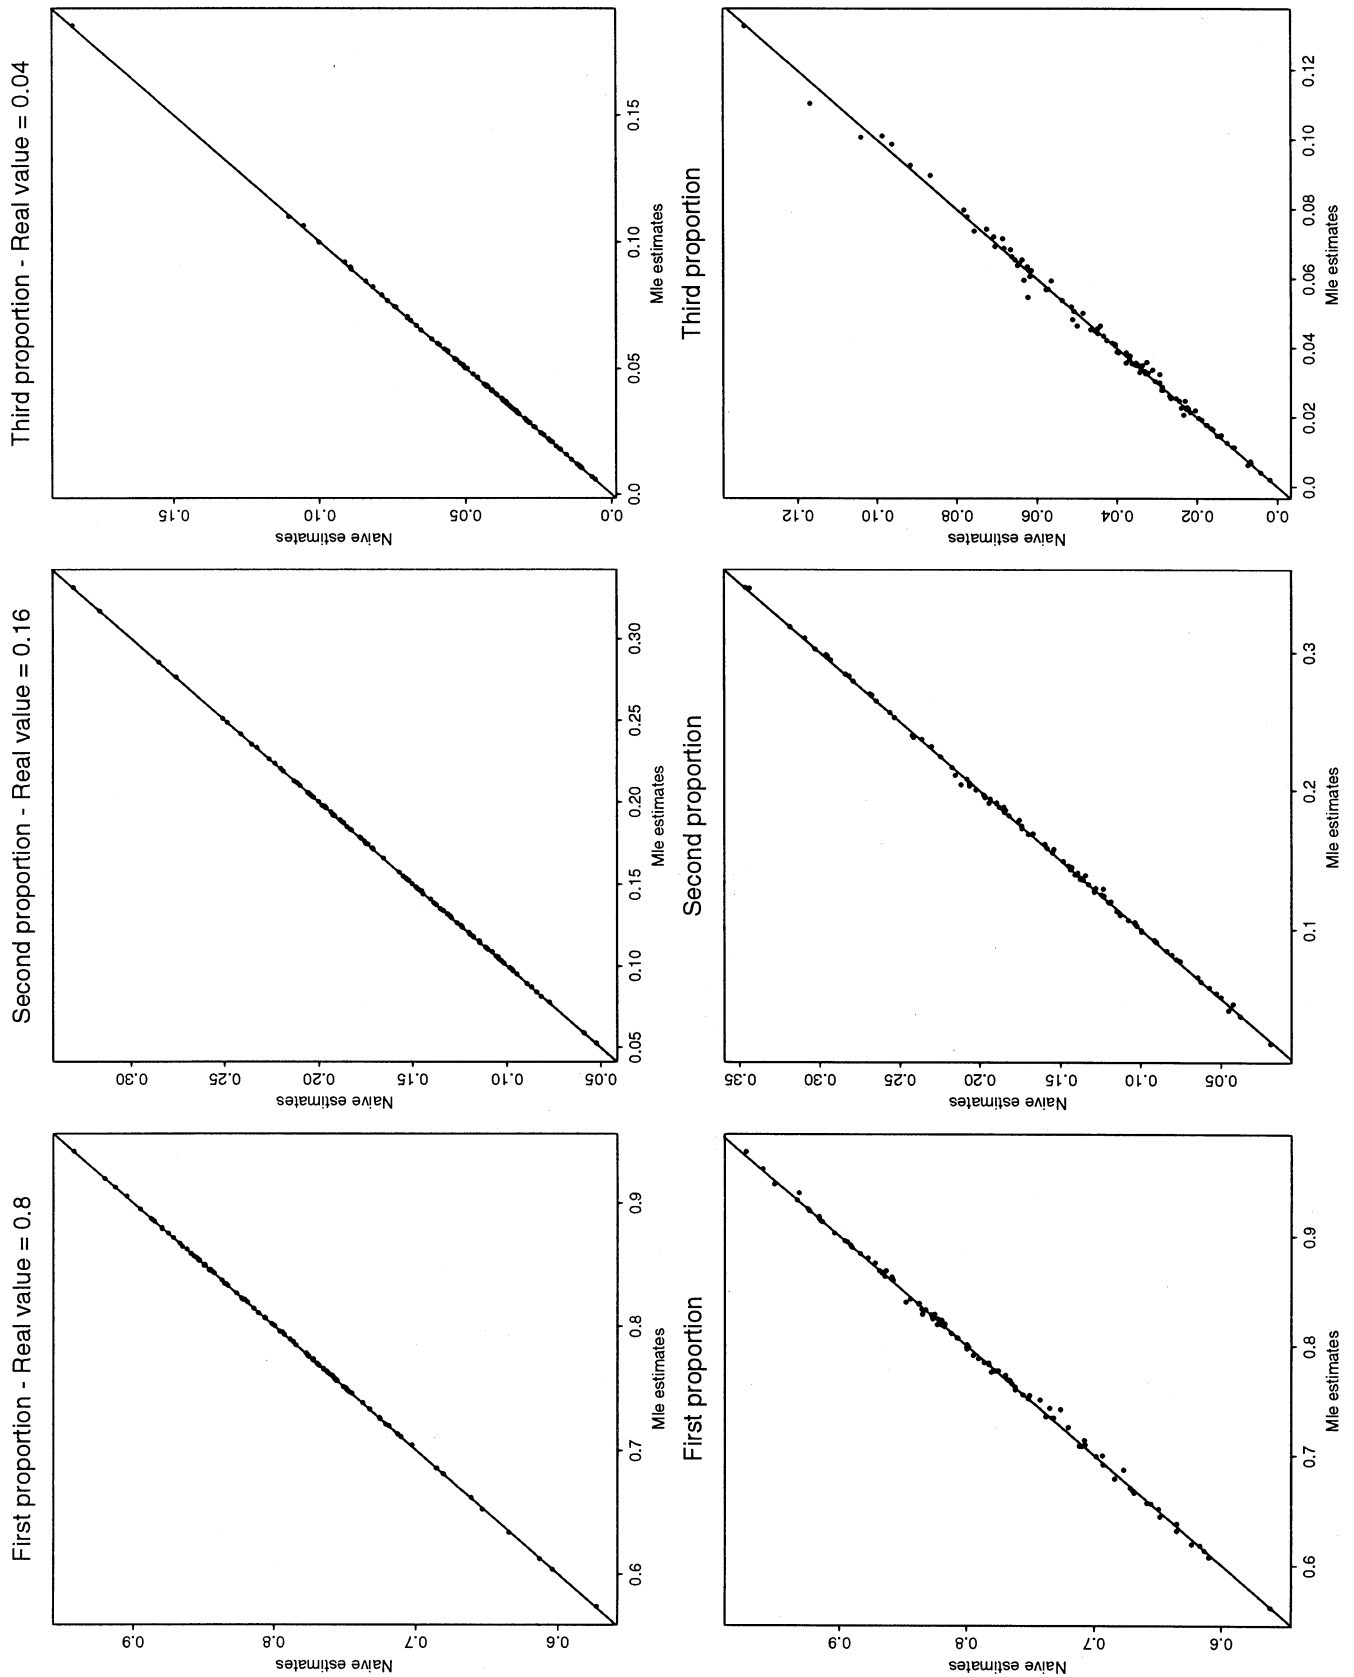 First proportion - Real value = 0.8
Naive estimates
0.9
0.8
0.7
0.6
0.6 0.7 0.8 0.9
Mle estimates
Second proportion - Real value = 0.16
Naive estimates
0.30
0.25
0.20
0.15
0.10
0.05
0.05 0.10 0.15 0.20 0.25 0.30
Mle estimates
Third proportion - Real value = 0.04
Naive estimates
0.15
0.10
0.05
0.0
0.0 0.05 0.10 0.15
Mle estimates
First proportion
Naive estimates
0.9
0.8
0.7
0.6
0.6 0.7 0.8 0.9
Mle estimates
Second proportion
Naive estimates
0.35
0.30
0.25
0.20
0.15
0.10
0.05
0.1 0.2 0.3
Mle estimates
Third proportion
Naive estimates
0.12
0.10
0.08
0.06
0.04
0.02
0.0
0.0 0.02 0.04 0.06 0.08 0.10 0.12
Mle estimates